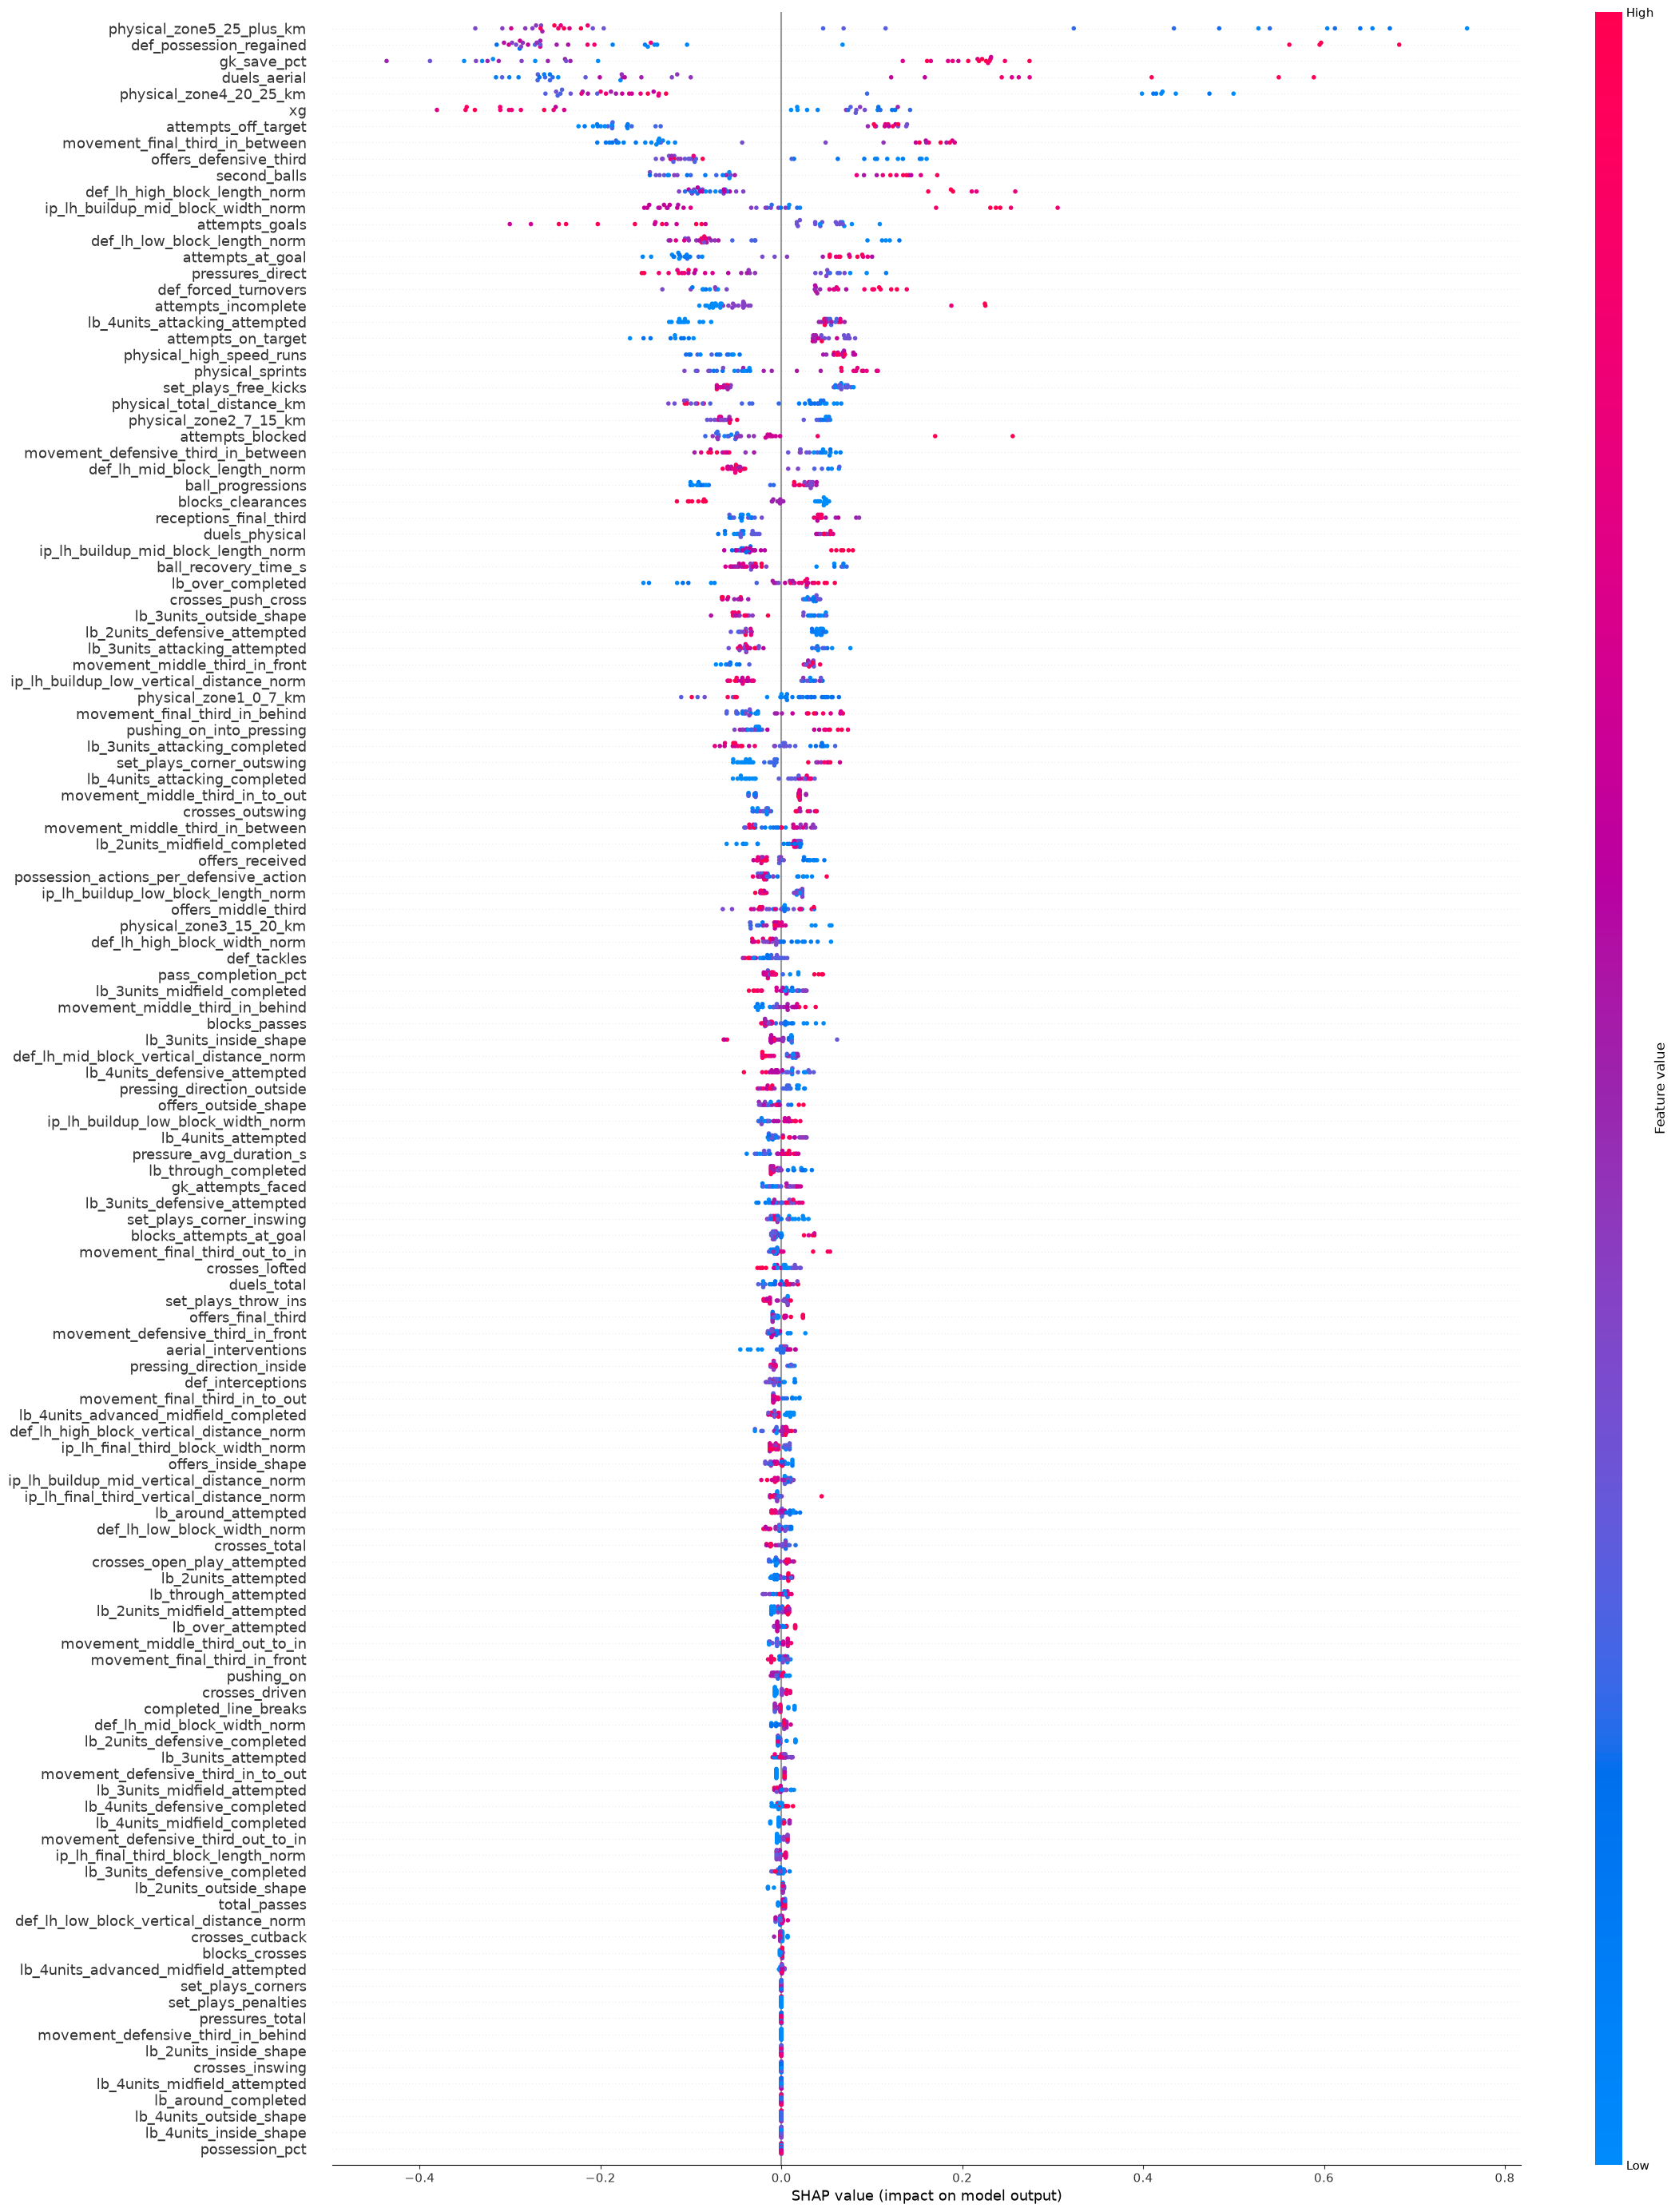 High
physical_zone5_25_plus_km
def_possession_regained
gk_save_pct
duels_aerial
physical_zone4_20_25_km
xg
attempts_off_target
movement_final_third_in_between
offers_defensive_third
second_balls
def_lh_high_block_length_norm
ip_lh_buildup_mid_block_width_norm
attempts_goals
def_lh_low_block_length_norm
attempts_at_goal
pressures_direct
def_forced_turnovers
attempts_incomplete
lb_4units_attacking_attempted
attempts_on_target
physical_high_speed_runs
physical_sprints
set_plays_free_kicks
physical_total_distance_km
physical_zone2_7_15_km
attempts_blocked
movement_defensive_third_in_between
def_lh_mid_block_length_norm
ball_progressions
blocks_clearances
receptions_final_third
duels_physical
ip_lh_buildup_mid_block_length_norm
ball_recovery_time_s
lb_over_completed
crosses_push_cross
lb_3units_outside_shape
lb_2units_defensive_attempted
lb_3units_attacking_attempted
movement_middle_third_in_front
ip_lh_buildup_low_vertical_distance_norm
physical_zone1_0_7_km
movement_final_third_in_behind
pushing_on_into_pressing
lb_3units_attacking_completed
set_plays_corner_outswing
lb_4units_attacking_completed
movement_middle_third_in_to_out
crosses_outswing
movement_middle_third_in_between
lb_2units_midfield_completed
offers_received
possession_actions_per_defensive_action
ip_lh_buildup_low_block_length_norm
offers_middle_third
physical_zone3_15_20_km
def_lh_high_block_width_norm
def_tackles
pass_completion_pct
lb_3units_midfield_completed
movement_middle_third_in_behind
blocks_passes
lb_3units_inside_shape
def_lh_mid_block_vertical_distance_norm
lb_4units_defensive_attempted
pressing_direction_outside
offers_outside_shape
ip_lh_buildup_low_block_width_norm
lb_4units_attempted
pressure_avg_duration_s
lb_through_completed
gk_attempts_faced
lb_3units_defensive_attempted
set_plays_corner_inswing
blocks_attempts_at_goal
movement_final_third_out_to_in
crosses_lofted
duels_total
set_plays_throw_ins
offers_final_third
movement_defensive_third_in_front
aerial_interventions
pressing_direction_inside
def_interceptions
movement_final_third_in_to_out
lb_4units_advanced_midfield_completed
def_lh_high_block_vertical_distance_norm
ip_lh_final_third_block_width_norm
offers_inside_shape
ip_lh_buildup_mid_vertical_distance_norm
ip_lh_final_third_vertical_distance_norm
lb_around_attempted
def_lh_low_block_width_norm
crosses_total
crosses_open_play_attempted
lb_2units_attempted
lb_through_attempted
lb_2units_midfield_attempted
lb_over_attempted
movement_middle_third_out_to_in
movement_final_third_in_front
pushing_on
crosses_driven
completed_line_breaks
def_lh_mid_block_width_norm
lb_2units_defensive_completed
lb_3units_attempted
movement_defensive_third_in_to_out
lb_3units_midfield_attempted
lb_4units_defensive_completed
lb_4units_midfield_completed
movement_defensive_third_out_to_in
ip_lh_final_third_block_length_norm
lb_3units_defensive_completed
lb_2units_outside_shape
total_passes
def_lh_low_block_vertical_distance_norm
crosses_cutback
blocks_crosses
lb_4units_advanced_midfield_attempted
set_plays_corners
set_plays_penalties
pressures_total
movement_defensive_third_in_behind
lb_2units_inside_shape
crosses_inswing
lb_4units_midfield_attempted
lb_around_completed
lb_4units_outside_shape
lb_4units_inside_shape
possession_pct
Feature value
Low
−0.4 −0.2 0.0 0.2 0.4 0.6 0.8
SHAP value (impact on model output)